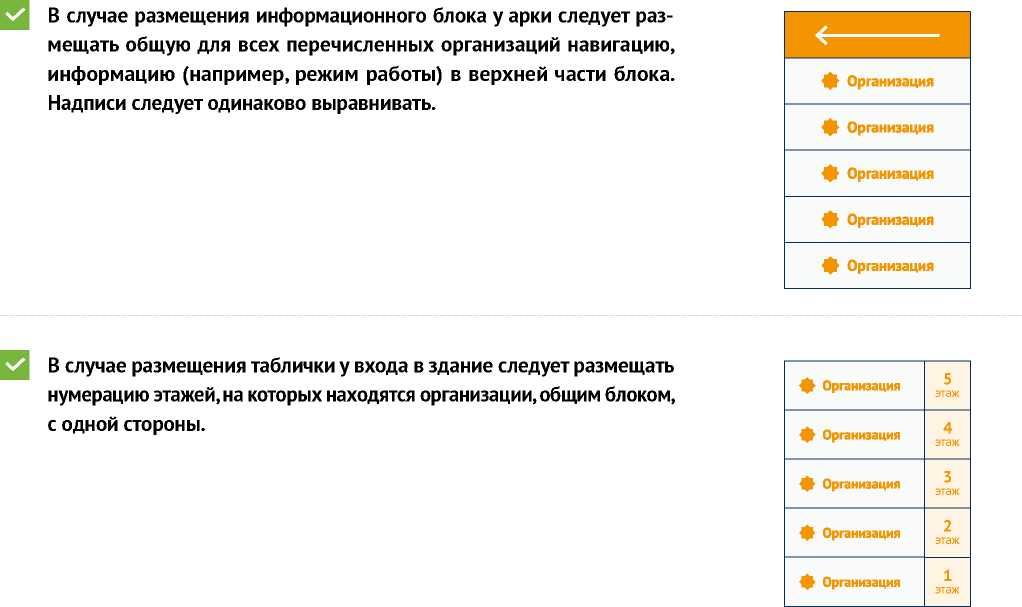 В случае размещения информационного блока у арки следует раз-
мещать общую для всех перечисленных организаций навигацию,
информацию (например, режим работы) в верхней части блока.
Надписи следует одинаково выравнивать.
Организация
Организация
Организация
Организация
Организация
В случае размещения таблички у входа в здание следует размещать
нумерацию этажей, на которых находятся организации, общим блоком,
с одной стороны.
Организация 5 этаж
Организация 4 этаж
Организация 3 этаж
Организация 2 этаж
Организация 1 этаж